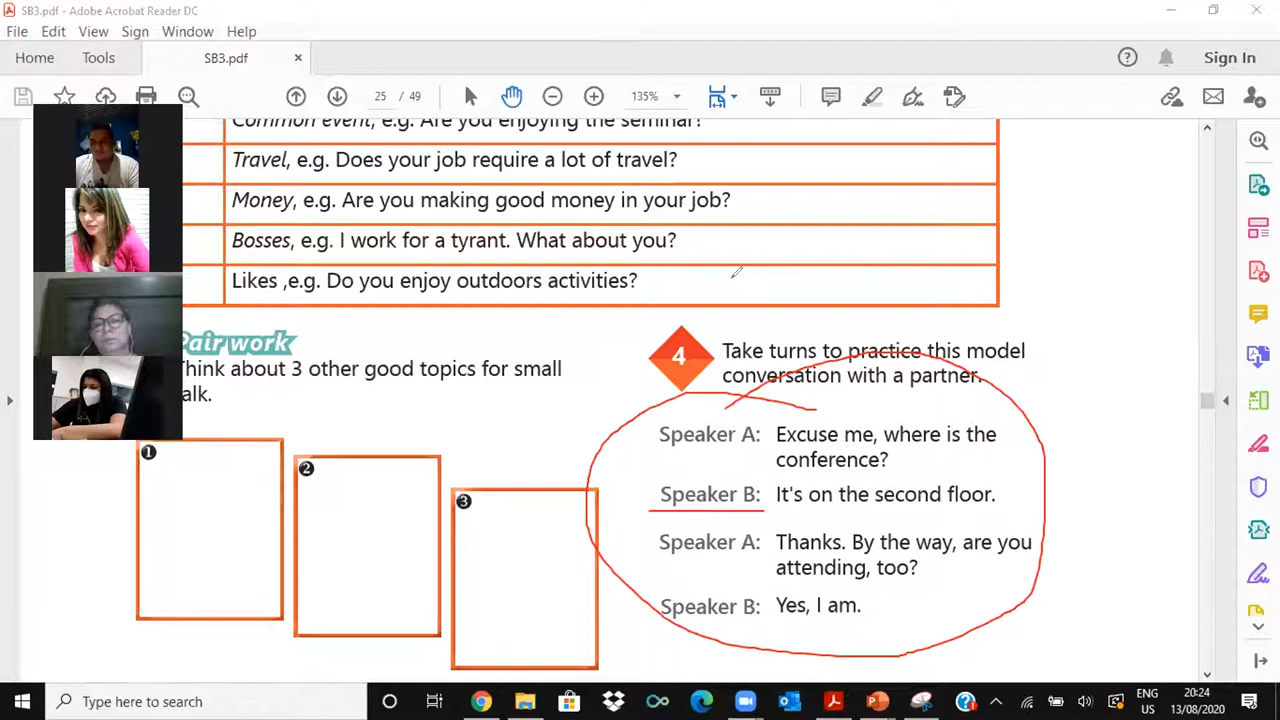 SB3.pdf - Adobe Acrobat Reader DC
File Edit View Sign Window Help
Home Tools SB3.pdf × Sign In
25 / 49 135%
Common event, e.g. Are you enjoying the seminar?
Travel, e.g. Does your job require a lot of travel?
Money, e.g. Are you making good money in your job?
Bosses, e.g. I work for a tyrant. What about you?
Likes ,e.g. Do you enjoy outdoors activities?
Pair work
Think about 3 other good topics for small
alk.
1
2
3
4
Take turns to practice this model
conversation with a partner.
Speaker A: Excuse me, where is the
conference?
Speaker B: It's on the second floor.
Speaker A: Thanks. By the way, are you
attending, too?
Speaker B: Yes, I am.
Type here to search
ENG 20:24
US 13/08/2020